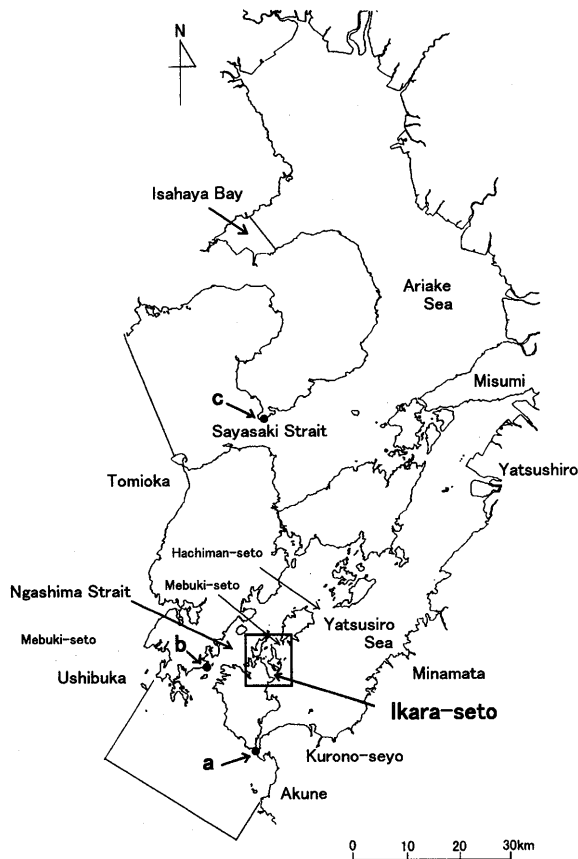 N
Isahaya Bay
Ariake
Sea
Misumi
c
Sayasaki Strait
Yatsushiro
Tomioka
Hachiman-seto
Mebuki-seto
Ngashima Strait
Yatsusiro
Sea
Mebuki-seto
b
Minamata
Ushibuka
Ikara-seto
Kurono-seyo
a
Akune
0 10 20 30km